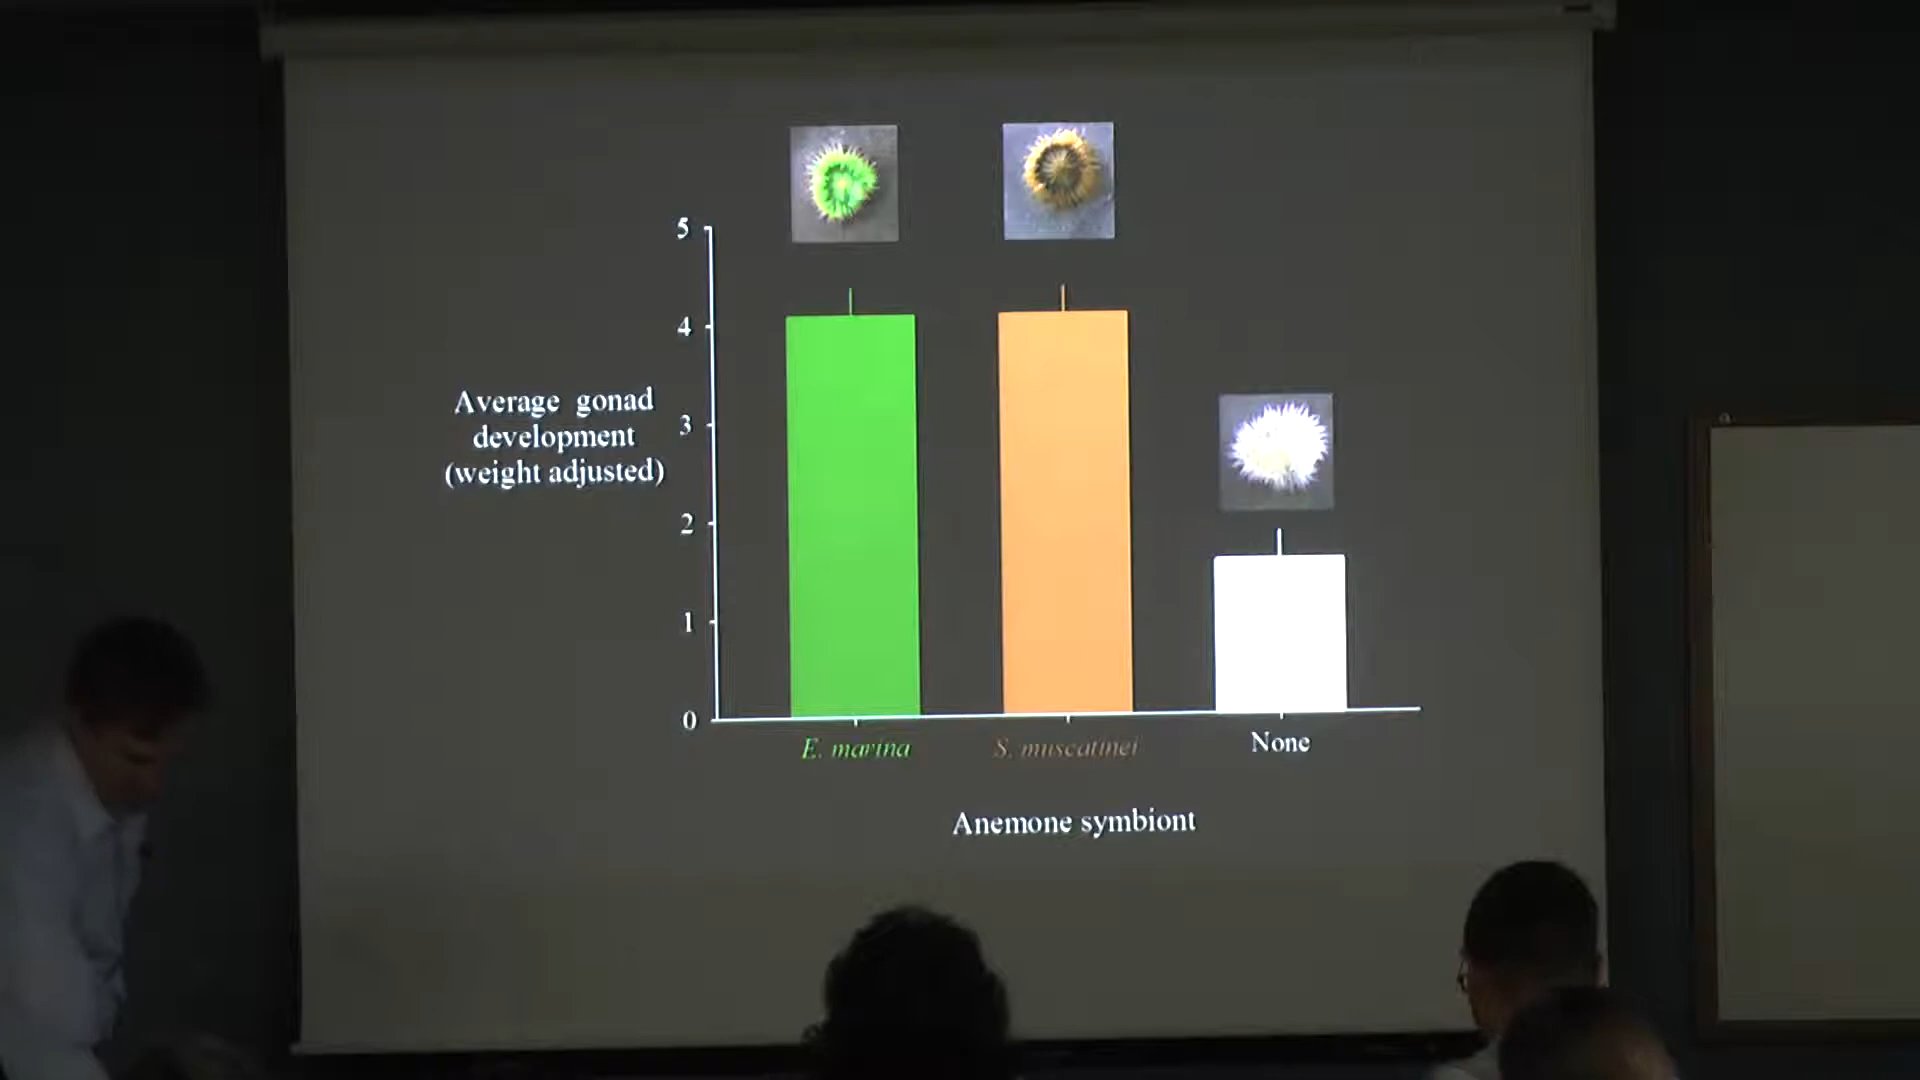 5
4
3
2
1
0
Average gonad
development
(weight adjusted)
E. marina
S. muscatinei
None
Anemone symbiont